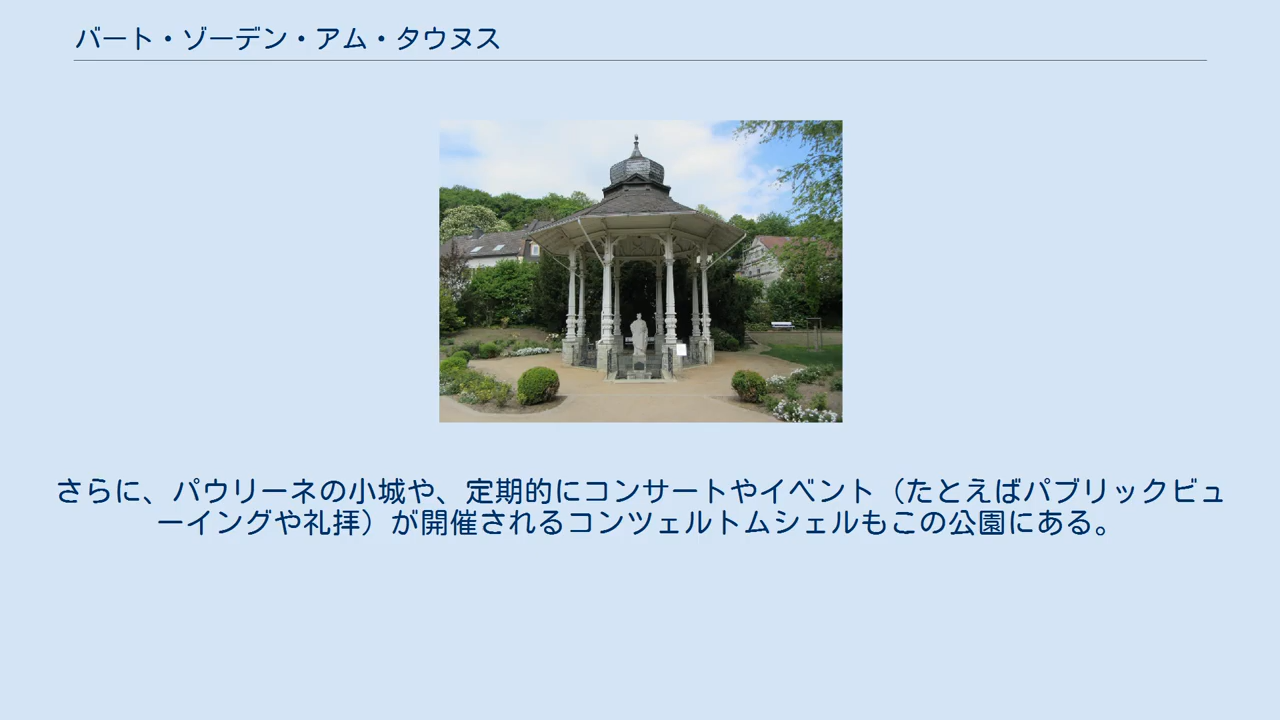 バート・ゾーデン・アム・タウヌス
さらに、パウリーネの小城や、定期的にコンサートやイベント（たとえばパブリックビュ
ーイングや礼拝）が開催されるコンツェルトムシェルもこの公園にある。